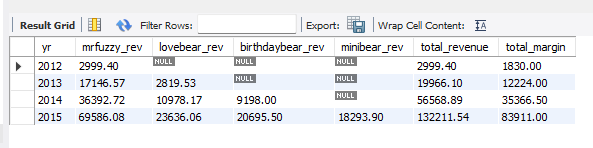 Result Grid Filter Rows: Export: Wrap Cell Content: IA
yr mrfuzzy_rev lovebear_rev birthdaybear_rev minibear_rev total_revenue total_margin
2012 2999.40 NULL NULL NULL 2999.40 1830.00
2013 17146.57 2819.53 NULL NULL 19966.10 12224.00
2014 36392.72 10978.17 9198.00 NULL 56568.89 35366.50
2015 69586.08 23636.06 20695.50 18293.90 132211.54 83911.00